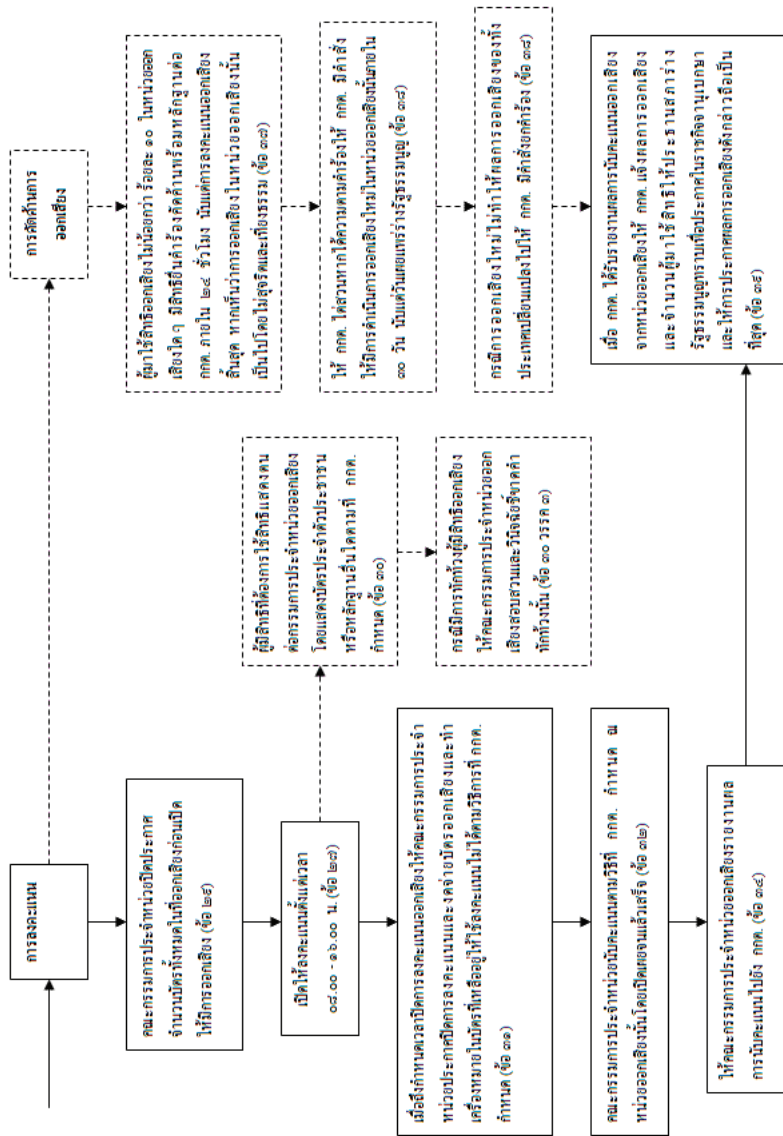 การลงคะแนน
คณะกรรมการประจำหน่วยปิดประกาศ
จำนวนบัตรทั้งหมดในที่ออกเสียงก่อนเปิด
ให้มีการออกเสียง (ข้อ ๒๕)
เปิดให้ลงคะแนนตั้งแต่เวลา
๐๘.๐๐ - ๑๖.๐๐ น. (ข้อ ๒๗)
เมื่อถึงกำหนดเวลาปิดการลงคะแนนออกเสียงให้คณะกรรมการประจำ
หน่วยประกาศปิดการลงคะแนนและงดจ่ายบัตรออกเสียงและทำ
เครื่องหมายในบัตรที่เหลืออยู่ให้ใช้ลงคะแนนไม่ได้ตามวิธีการที่ กกต.
กำหนด (ข้อ ๓๑)
คณะกรรมการประจำหน่วยนับคะแนนตามวิธีที่ กกต. กำหนด ณ
หน่วยออกเสียงนั้นโดยเปิดเผยจนแล้วเสร็จ (ข้อ ๓๒)
ให้คณะกรรมการประจำหน่วยออกเสียงรายงานผล
การนับคะแนนไปยัง กกต. (ข้อ ๓๔)
ผู้มีสิทธิที่ต้องการใช้สิทธิแสดงตน
ต่อกรรมการประจำหน่วยออกเสียง
โดยแสดงบัตรประจำตัวประชาชน
หรือหลักฐานอื่นใดตามที่ กกต.
กำหนด (ข้อ ๓๐)
กรณีมีการทักท้วงผู้มีสิทธิออกเสียง
ให้คณะกรรมการประจำหน่วยออก
เสียงสอบสวนและวินิจฉัยชี้ขาดคำ
ทักท้วงนั้น (ข้อ ๓๐ วรรค ๓)
การคัดค้านการ
ออกเสียง
ผู้มาใช้สิทธิออกเสียงไม่น้อยกว่า ร้อยละ ๑๐ ในหน่วยออก
เสียงใด ๆ มีสิทธิยื่นคำร้องคัดค้านพร้อมหลักฐานต่อ
กกต. ภายใน ๒๔ ชั่วโมง นับแต่การลงคะแนนออกเสียง
สิ้นสุด หากเห็นว่าการออกเสียงในหน่วยออกเสียงนั้น
เป็นไปโดยไม่สุจริตและเที่ยงธรรม (ข้อ ๓๗)
ให้ กกต. ไต่สวนหากได้ความตามคำร้องให้ กกต. มีคำสั่ง
ให้มีการดำเนินการออกเสียงใหม่ในหน่วยออกเสียงนั้นภายใน
๓๐ วัน นับแต่วันเผยแพร่ร่างรัฐธรรมนูญ (ข้อ ๓๘)
กรณีการออกเสียงใหม่ไม่ทำให้ผลการออกเสียงของทั้ง
ประเทศเปลี่ยนแปลงไปให้ กกต. มีคำสั่งยกคำร้อง (ข้อ ๓๘)
เมื่อ กกต. ได้รับรายงานผลการนับคะแนนออกเสียง
จากหน่วยออกเสียงให้ กกต. แจ้งผลการออกเสียง
และจำนวนผู้มาใช้สิทธิให้ประธานสภาร่าง
รัฐธรรมนูญทราบเพื่อประกาศในราชกิจจานุเบกษา
และให้การประกาศผลการออกเสียงดังกล่าวถือเป็น
ที่สุด (ข้อ ๓๕)